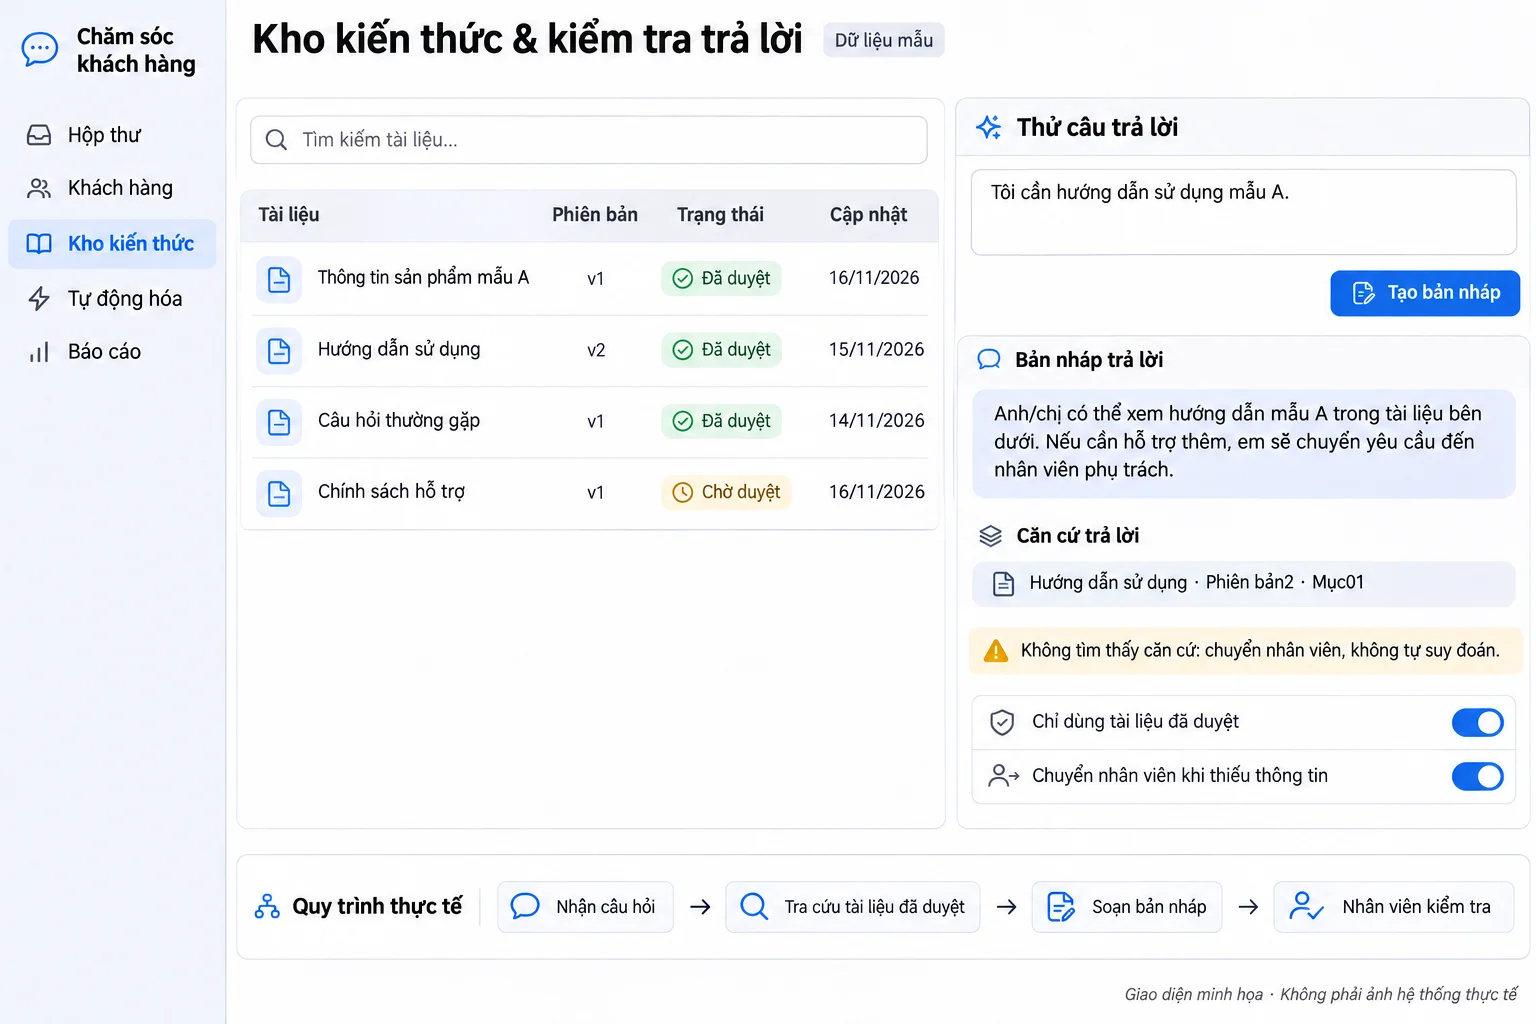 Chăm sóc
khách hàng
Hộp thư
Khách hàng
Kho kiến thức
Tự động hóa
Báo cáo
Kho kiến thức & kiểm tra trả lời
Dữ liệu mẫu
Tìm kiếm tài liệu...
Tài liệu Phiên bản Trạng thái Cập nhật
Thông tin sản phẩm mẫu A v1 Đã duyệt 16/11/2026
Hướng dẫn sử dụng v2 Đã duyệt 15/11/2026
Câu hỏi thường gặp v1 Đã duyệt 14/11/2026
Chính sách hỗ trợ v1 Chờ duyệt 16/11/2026
Thử câu trả lời
Tôi cần hướng dẫn sử dụng mẫu A.
Tạo bản nháp
Bản nháp trả lời
Anh/chị có thể xem hướng dẫn mẫu A trong tài liệu bên
dưới. Nếu cần hỗ trợ thêm, em sẽ chuyển yêu cầu đến
nhân viên phụ trách.
Căn cứ trả lời
Hướng dẫn sử dụng · Phiên bản2 · Mục01
Không tìm thấy căn cứ: chuyển nhân viên, không tự suy đoán.
Chỉ dùng tài liệu đã duyệt
Chuyển nhân viên khi thiếu thông tin
Quy trình thực tế
Nhận câu hỏi → Tra cứu tài liệu đã duyệt → Soạn bản nháp → Nhân viên kiểm tra
Giao diện minh họa · Không phải ảnh hệ thống thực tế